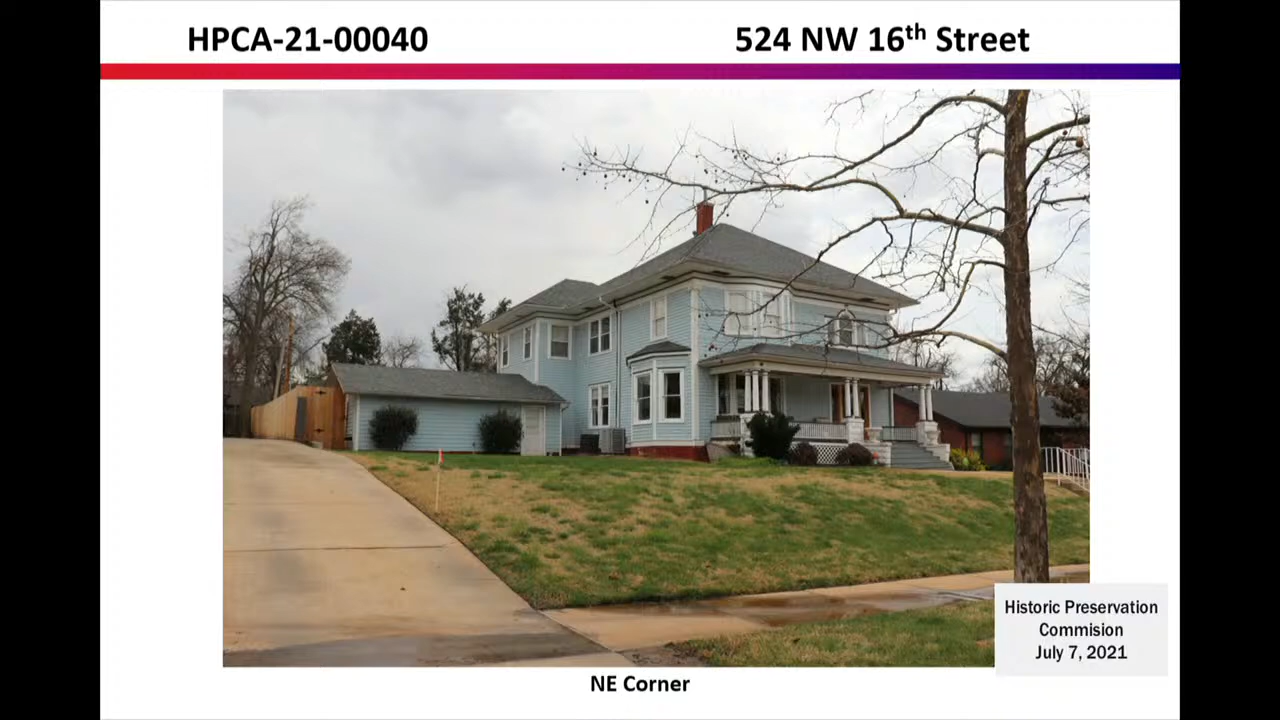 HPCA-21-00040
524 NW 16th Street
Historic Preservation
Commision
July 7, 2021
NE Corner